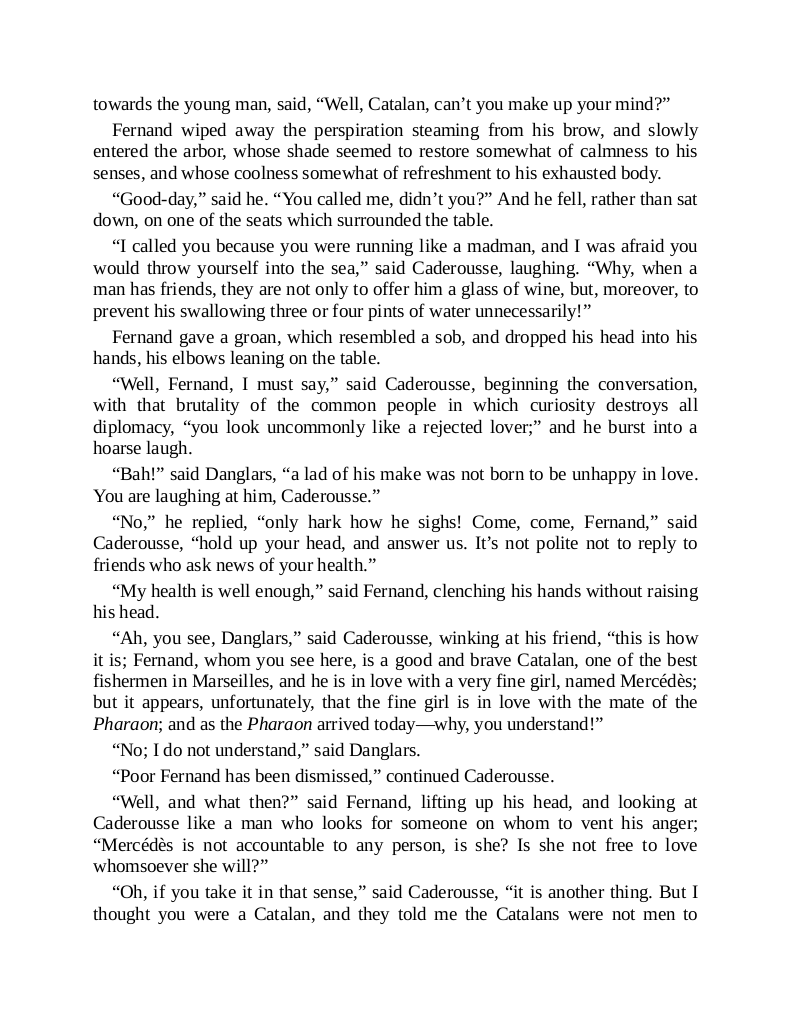 towards the young man, said, “Well, Catalan, can’t you make up your mind?”
Fernand wiped away the perspiration steaming from his brow, and slowly
entered the arbor, whose shade seemed to restore somewhat of calmness to his
senses, and whose coolness somewhat of refreshment to his exhausted body.
“Good-day,” said he. “You called me, didn’t you?” And he fell, rather than sat
down, on one of the seats which surrounded the table.
“I called you because you were running like a madman, and I was afraid you
would throw yourself into the sea,” said Caderousse, laughing. “Why, when a
man has friends, they are not only to offer him a glass of wine, but, moreover, to
prevent his swallowing three or four pints of water unnecessarily!”
Fernand gave a groan, which resembled a sob, and dropped his head into his
hands, his elbows leaning on the table.
“Well, Fernand, I must say,” said Caderousse, beginning the conversation,
with that brutality of the common people in which curiosity destroys all
diplomacy, “you look uncommonly like a rejected lover;” and he burst into a
hoarse laugh.
“Bah!” said Danglars, “a lad of his make was not born to be unhappy in love.
You are laughing at him, Caderousse.”
“No,” he replied, “only hark how he sighs! Come, come, Fernand,” said
Caderousse, “hold up your head, and answer us. It’s not polite not to reply to
friends who ask news of your health.”
“My health is well enough,” said Fernand, clenching his hands without raising
his head.
“Ah, you see, Danglars,” said Caderousse, winking at his friend, “this is how
it is; Fernand, whom you see here, is a good and brave Catalan, one of the best
fishermen in Marseilles, and he is in love with a very fine girl, named Mercédès;
but it appears, unfortunately, that the fine girl is in love with the mate of the
Pharaon; and as the Pharaon arrived today—why, you understand!”
“No; I do not understand,” said Danglars.
“Poor Fernand has been dismissed,” continued Caderousse.
“Well, and what then?” said Fernand, lifting up his head, and looking at
Caderousse like a man who looks for someone on whom to vent his anger;
“Mercédès is not accountable to any person, is she? Is she not free to love
whomsoever she will?”
“Oh, if you take it in that sense,” said Caderousse, “it is another thing. But I
thought you were a Catalan, and they told me the Catalans were not men to